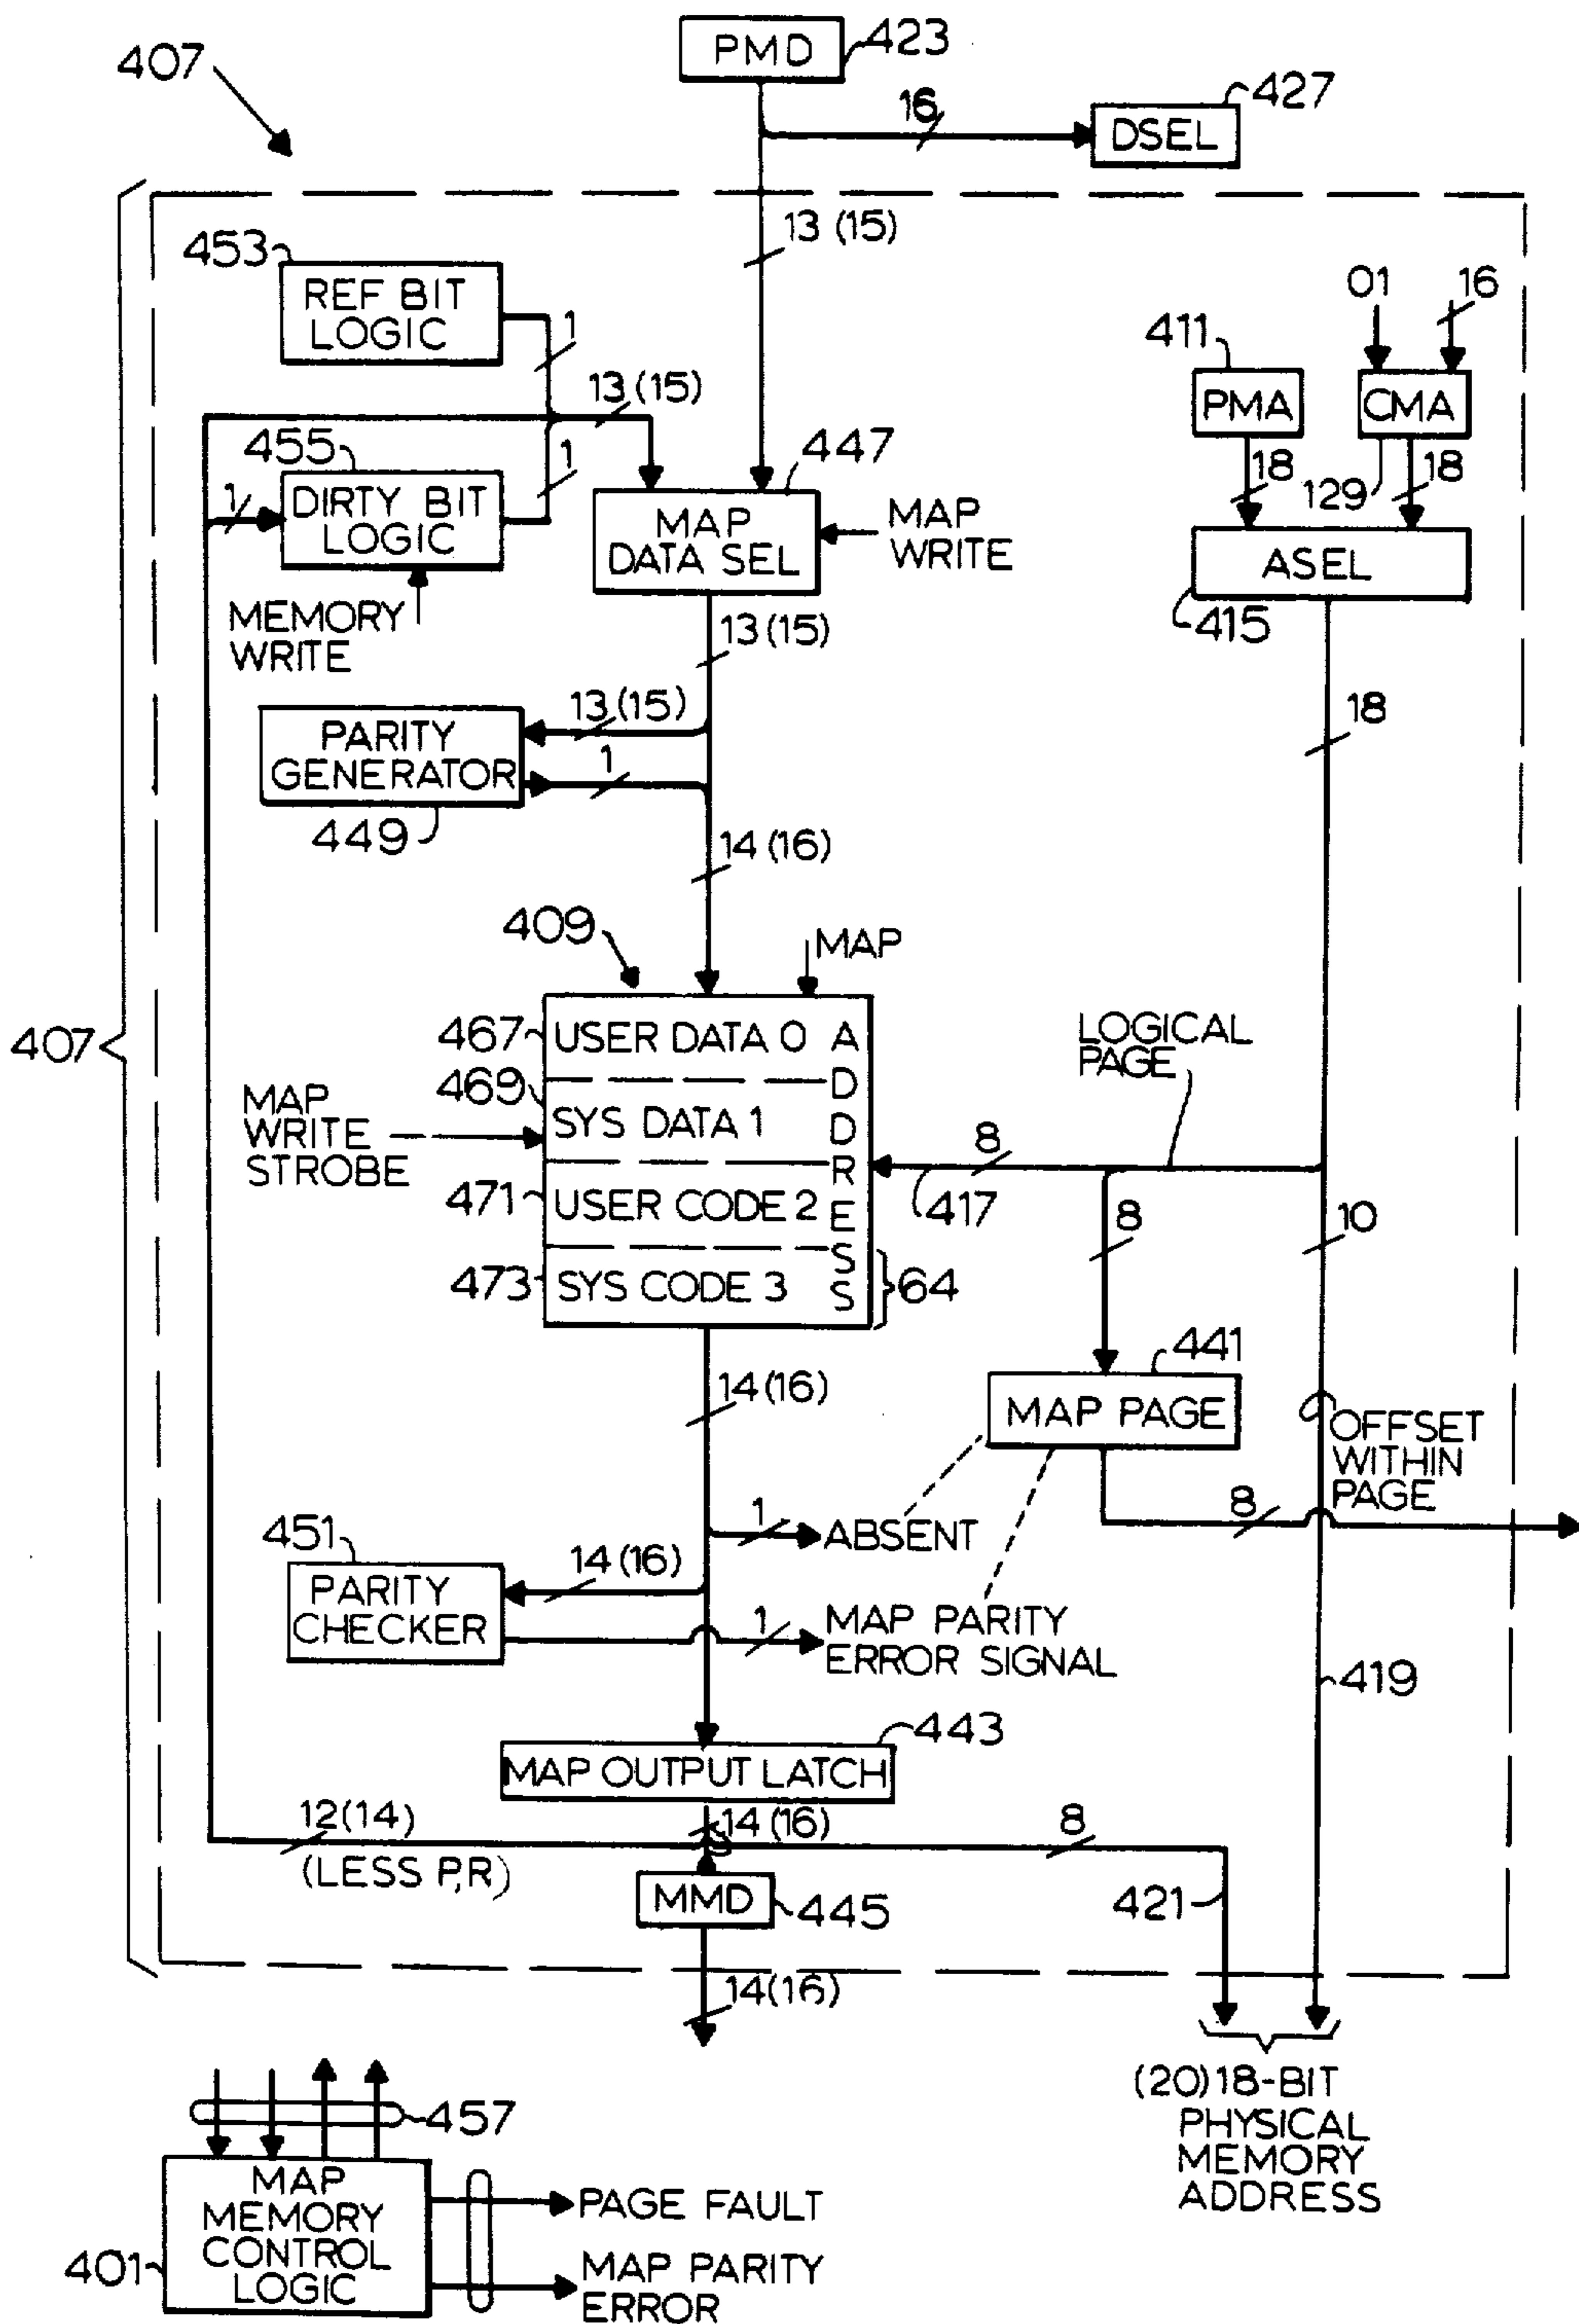 PMD
423
407
16
427
DSEL
13 (15)
453
REF BIT
LOGIC
1
01
16
411
PMA
CMA
13 (15)
455
DIRTY BIT
LOGIC
1
1
447
MAP
DATA SEL
MAP
WRITE
18
129
18
ASEL
415
MEMORY
WRITE
13 (15)
18
13 (15)
PARITY
GENERATOR
1
449
14 (16)
409
MAP
407
467
USER DATA 0
469
SYS DATA 1
471
USER CODE 2
473
SYS CODE 3
ADDRESS
64
MAP
WRITE
STROBE
LOGICAL
PAGE
8
417
8
10
14 (16)
441
MAP PAGE
OFFSET
WITHIN
PAGE
8
1
ABSENT
451
PARITY
CHECKER
14 (16)
1
MAP PARITY
ERROR SIGNAL
419
443
MAP OUTPUT LATCH
12 (14)
(LESS P,R)
14 (16)
8
MMD
445
421
14 (16)
(20) 18-BIT
PHYSICAL
MEMORY
ADDRESS
457
MAP
MEMORY
CONTROL
LOGIC
401
PAGE FAULT
MAP PARITY
ERROR